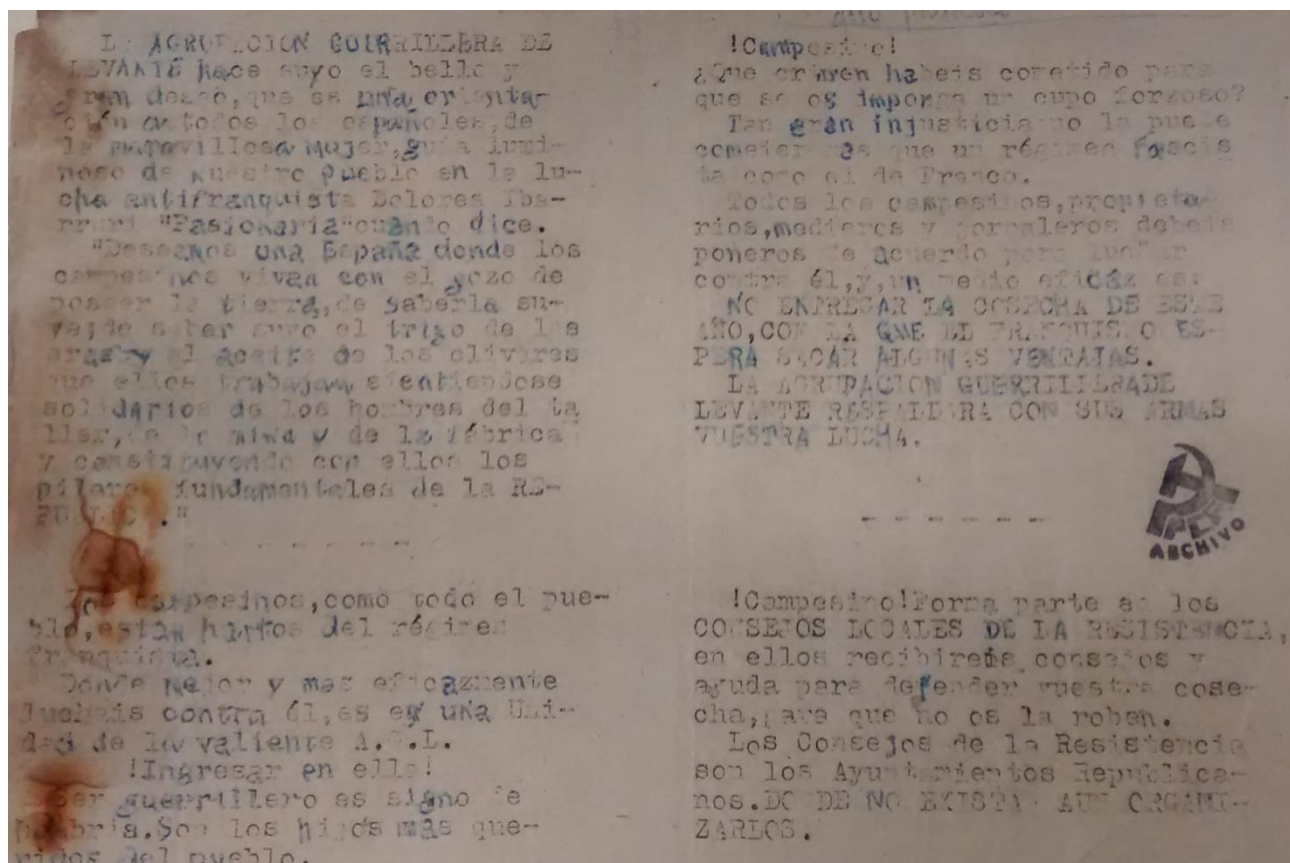 LA AGRUPACION GUERRILLERA DE
LEVANTE hace suyo el bello y
gran deseo,que es una orienta-
ción a todos los españoles,de
la maravillosa mujer,guía lumi-
noso de nuestro pueblo en la lu-
cha antifranquista Dolores Iba-
rruri "Pasionaria"cuando dice.
"Deseamos una España donde los
campesinos vivan con el gozo de
poseer la tierra,de saberla su-
ya;de saber suyo el trigo de las
eras y el aceite de los olivares
que ellos trabajan sientiendose
solidarios de los hombres del ta
ller,de la mina y de la fábrica
y constituyendo con ellos los
pilares fundamentales de la RE-
PUBLICA."
- - - - - - -
Los campesinos,como todo el pue-
blo,estan hartos del régimen
franquista.
Donde mejor y mas eficazmente
luchais contra él,es en una Uni-
dad de la valiente A.G.L.
!Ingresar en ella!
Ser guerrillero es signo de
hombria.Son los hijos más que-
ridos del pueblo.
!Campesino!
¿Que crimen habeis cometido para
que se os imponga un cupo forzoso?
Tan gran injusticia no la puede
cometer mas que un régimen fascis
ta como el de Franco.
Todos los campesinos,propieta-
rios,medieros y jornaleros debeis
poneros de acuerdo para luchar
contra él,y,un medio eficáz es:
NO ENTREGAR LA COSECHA DE ESTE
AÑO,CON LA QUE EL FRANQUISMO ES-
PERA SACAR ALGUNAS VENTAJAS.
LA AGRUPACION GUERRILLERADE
LEVANTE RESPALDARA CON SUS ARMAS
VUESTRA LUCHA.
- - - - - -
ARCHIVO
!Campesino!Forma parte en los
CONSEJOS LOCALES DE LA RESISTENCIA,
en ellos recibireis consejos y
ayuda para defender vuestra cose-
cha,para que no os la roben.
Los Consejos de la Resistencia
son los Ayuntamientos Republica-
nos.DONDE NO EXISTAN AUN ORGANI-
ZARLOS.